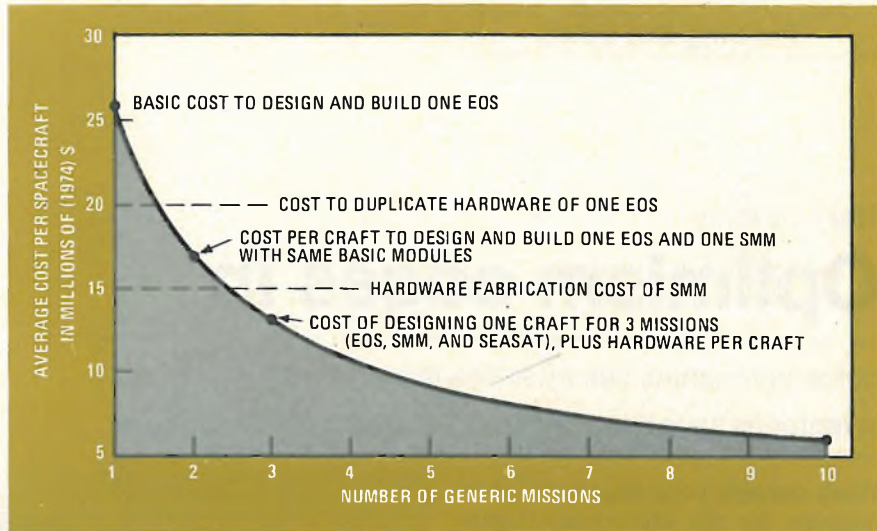 30
25
20
15
10
5
AVERAGE COST PER SPACECRAFT
IN MILLIONS OF (1974) $
BASIC COST TO DESIGN AND BUILD ONE EOS
COST TO DUPLICATE HARDWARE OF ONE EOS
COST PER CRAFT TO DESIGN AND BUILD ONE EOS AND ONE SMM
WITH SAME BASIC MODULES
HARDWARE FABRICATION COST OF SMM
COST OF DESIGNING ONE CRAFT FOR 3 MISSIONS
(EOS, SMM, AND SEASAT), PLUS HARDWARE PER CRAFT
1 2 3 4 5 6 7 8 9 10
NUMBER OF GENERIC MISSIONS